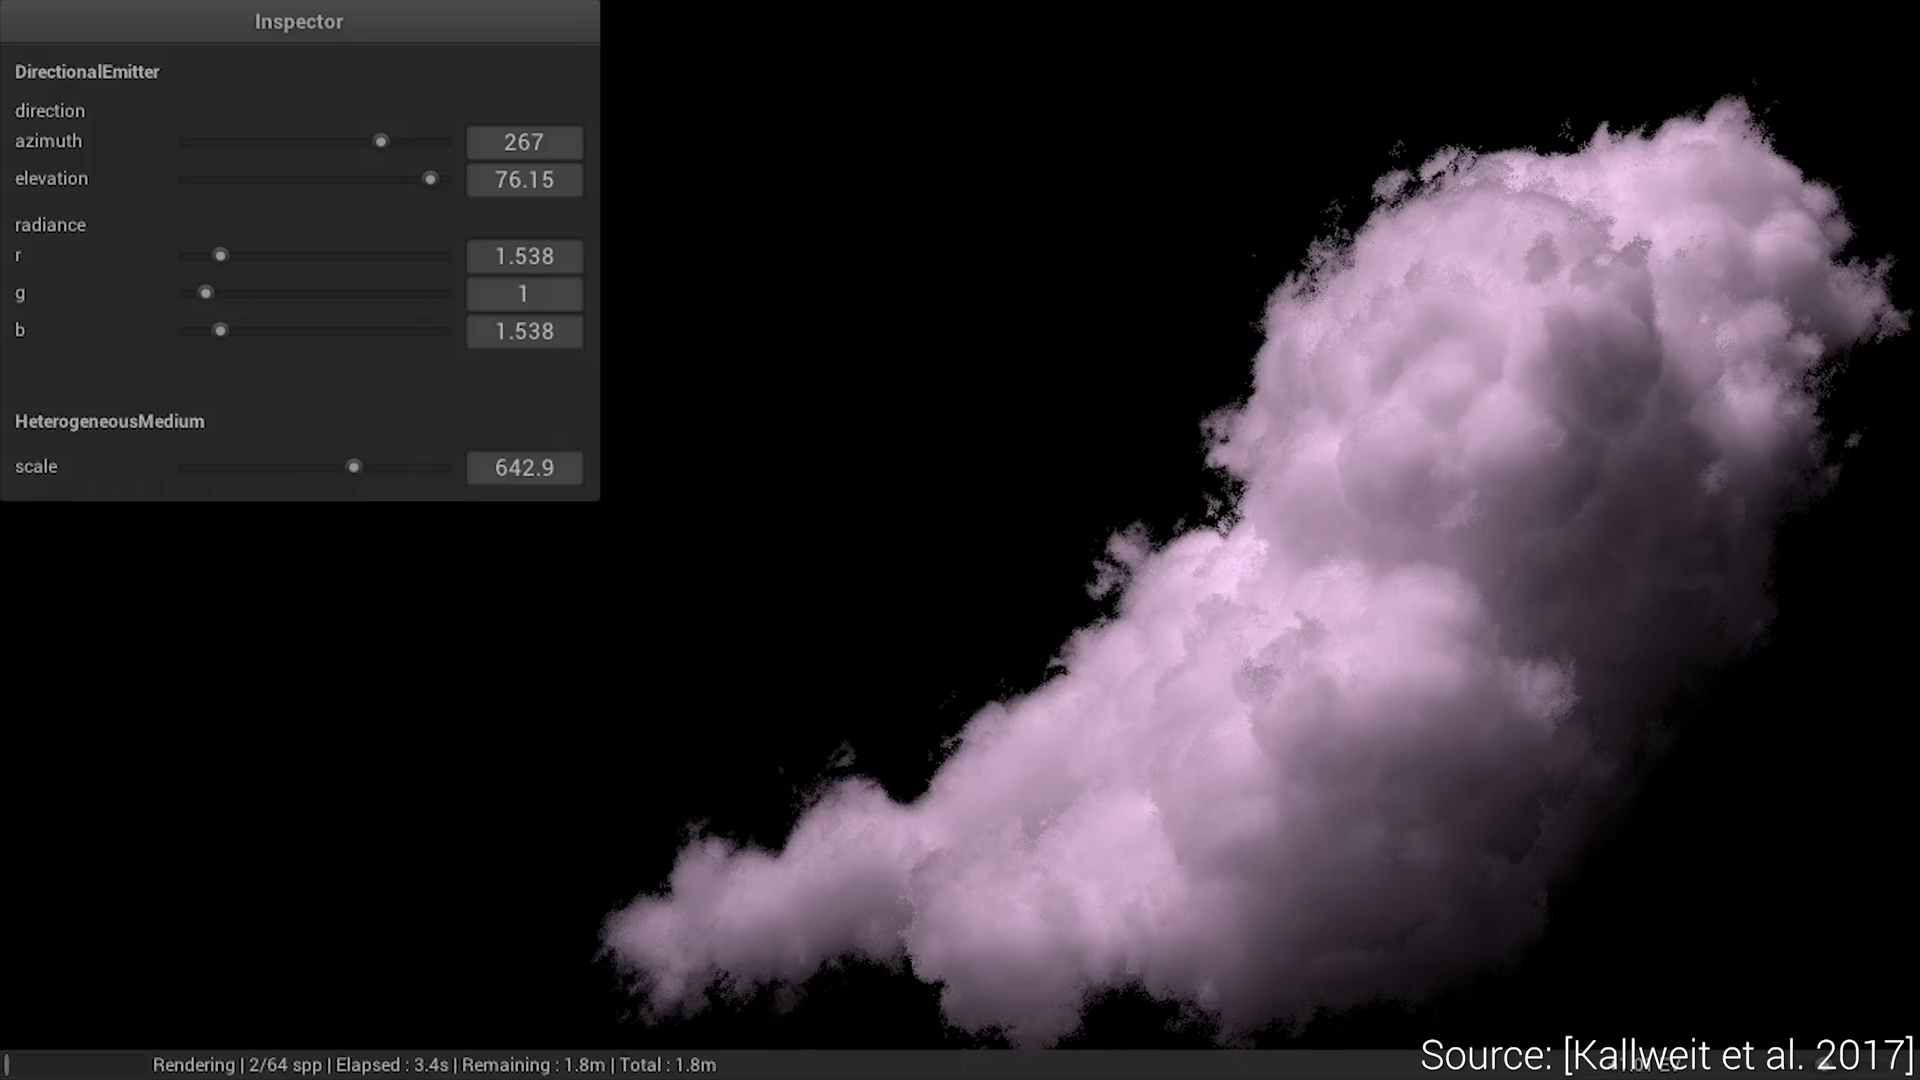 Inspector
DirectionalEmitter
direction
azimuth 267
elevation 76.15
radiance
r 1.538
g 1
b 1.538
HeterogeneousMedium
scale 642.9
Rendering | 2/64 spp | Elapsed : 3.4s | Remaining : 1.8m | Total : 1.8m
Source: [Kallweit et al. 2017]